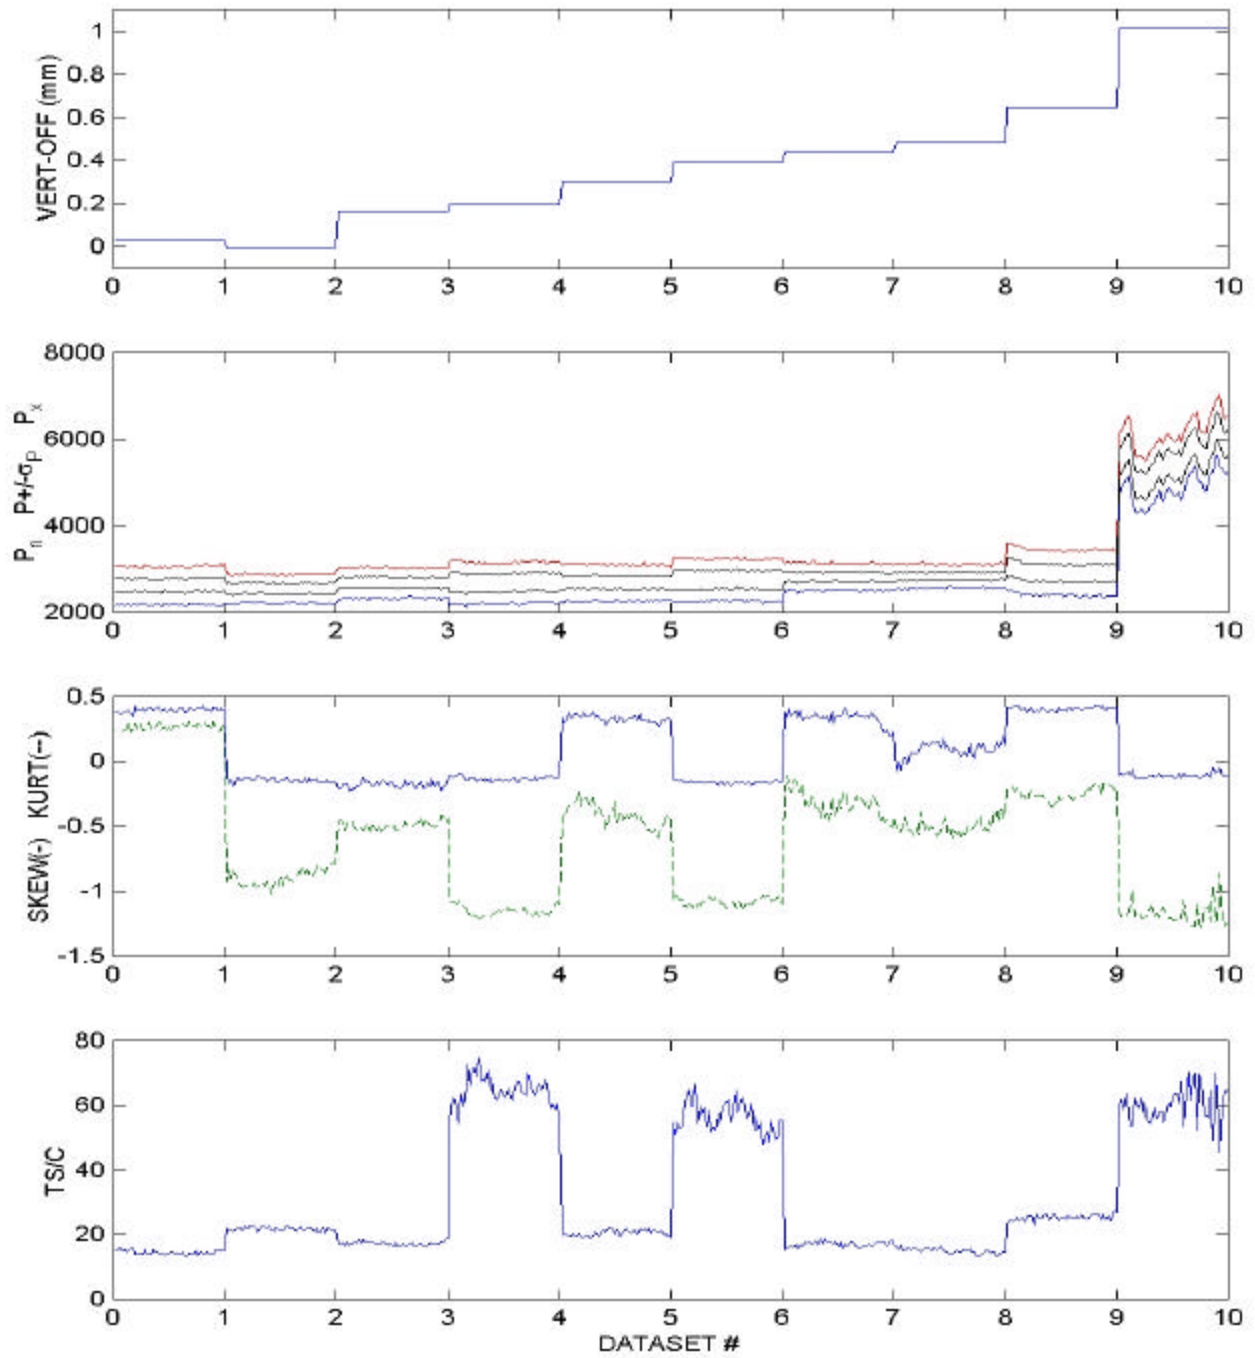 VERT-OFF (mm)
1
0.8
0.6
0.4
0.2
0
0 1 2 3 4 5 6 7 8 9 10
Pn P+/-σp Px
8000
6000
4000
2000
0 1 2 3 4 5 6 7 8 9 10
SKEW(-) KURT(--)
0.5
0
-0.5
-1
-1.5
0 1 2 3 4 5 6 7 8 9 10
TS/C
80
60
40
20
0
0 1 2 3 4 5 6 7 8 9 10
DATASET #